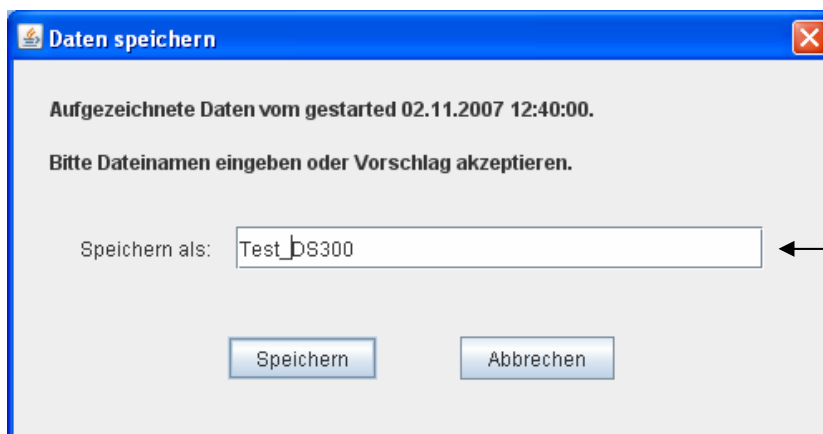 Daten speichern
Aufgezeichnete Daten vom gestarted 02.11.2007 12:40:00.
Bitte Dateinamen eingeben oder Vorschlag akzeptieren.
Speichern als: Test_DS300
Speichern Abbrechen